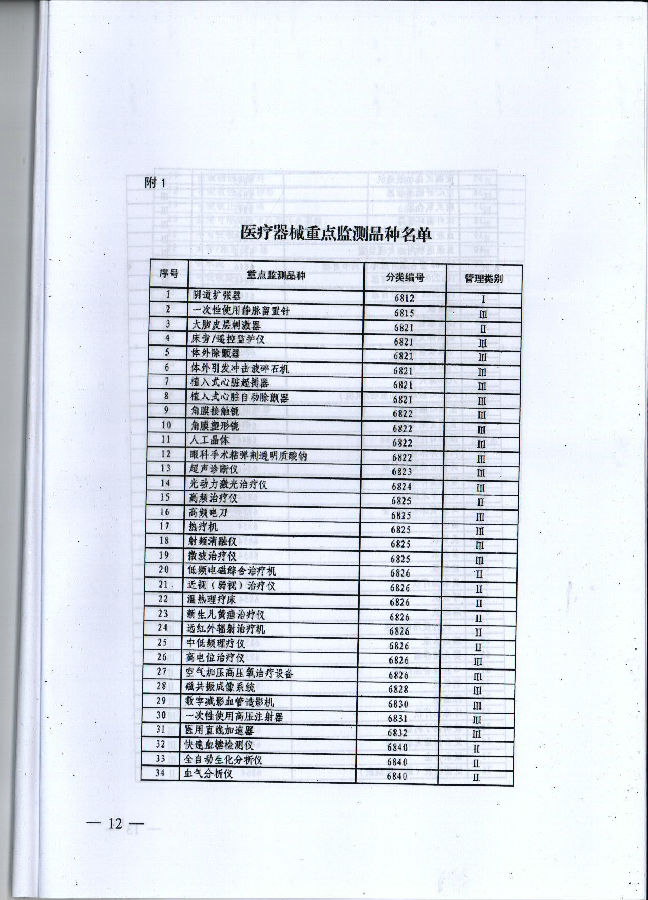 附 1
医疗器械重点监测品种名单
序号 重点监测品种 分类编号 管理类别
1 阴道扩张器 6812 I
2 一次性使用静脉留置针 6815 III
3 大脑皮层刺激器 6821 II
4 床旁/遥控监护仪 6821 III
5 体外除颤器 6821 III
6 体外引发冲击波碎石机 6821 III
7 植入式心脏起搏器 6821 III
8 植入式心脏自动除颤器 6821 III
9 角膜接触镜 6822 III
10 角膜塑形镜 6822 III
11 人工晶体 6822 III
12 眼科手术粘弹剂透明质酸钠 6822 III
13 超声诊断仪 6823 III
14 光动力激光治疗仪 6824 III
15 高频治疗仪 6825 II
16 高频电刀 6825 III
17 热疗机 6825 III
18 射频消融仪 6825 III
19 微波治疗仪 6825 III
20 低频电磁综合治疗机 6826 II
21 近视（弱视）治疗仪 6826 II
22 温热理疗床 6826 II
23 新生儿黄疸治疗仪 6826 II
24 远红外辐射治疗机 6826 II
25 中低频理疗仪 6826 II
26 高电位治疗仪 6826 III
27 空气加压高压氧治疗设备 6826 III
28 磁共振成像系统 6828 III
29 数字减影血管造影机 6830 III
30 一次性使用高压注射器 6831 III
31 医用直线加速器 6832 III
32 快速血糖检测仪 6840 II
33 全自动生化分析仪 6840 II
34 血气分析仪 6840 II
— 12 —